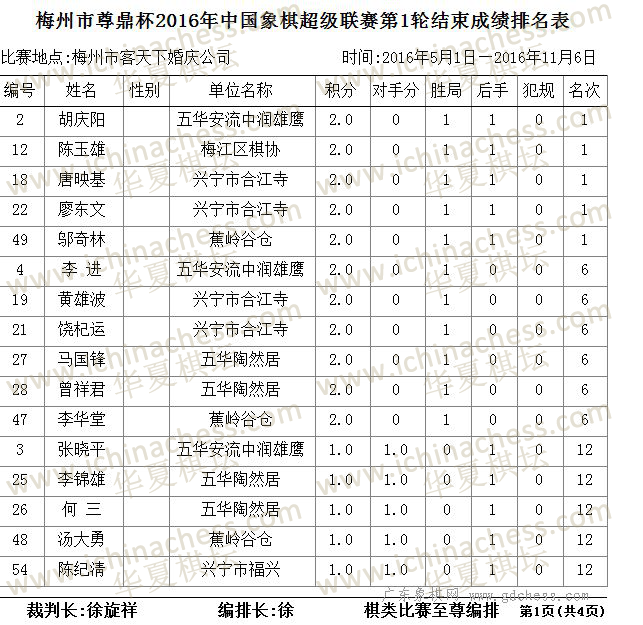 梅州市尊鼎杯2016年中国象棋超级联赛第1轮结束成绩排名表
比赛地点:梅州市客天下婚庆公司 时间:2016年5月1日一2016年11月6日
编号 姓名 性别 单位名称 积分 对手分 胜局 后手 犯规 名次
2 胡庆阳 五华安流中润雄鹰 2.0 0 1 1 0 1
12 陈玉雄 梅江区棋协 2.0 0 1 1 0 1
18 唐映基 兴宁市合江寺 2.0 0 1 1 0 1
22 廖东文 兴宁市合江寺 2.0 0 1 1 0 1
49 邬奇林 蕉岭谷仓 2.0 0 1 1 0 1
4 李 进 五华安流中润雄鹰 2.0 0 1 0 6
19 黄雄波 兴宁市合江寺 2.0 0 1 0 6
21 饶杞运 兴宁市合江寺 2.0 0 1 0 6
27 马国锋 五华陶然居 2.0 0 1 0 6
28 曾祥君 五华陶然居 2.0 0 1 0 6
47 李华堂 蕉岭谷仓 2.0 0 1 0 6
3 张晓平 五华安流中润雄鹰 1.0 1.0 0 1 0 12
25 李锦雄 五华陶然居 1.0 1.0 0 1 0 12
26 何 三 五华陶然居 1.0 1.0 0 1 0 12
48 汤大勇 蕉岭谷仓 1.0 1.0 0 1 0 12
54 陈纪凊 兴宁市福兴 1.0 1.0 0 1 0 12
广东象棋网 www.gdchess.com
裁判长:徐旋祥 编排长:徐 棋类比赛至尊编排 第1页(共4页)
www.ichinachess.com
华夏棋坛